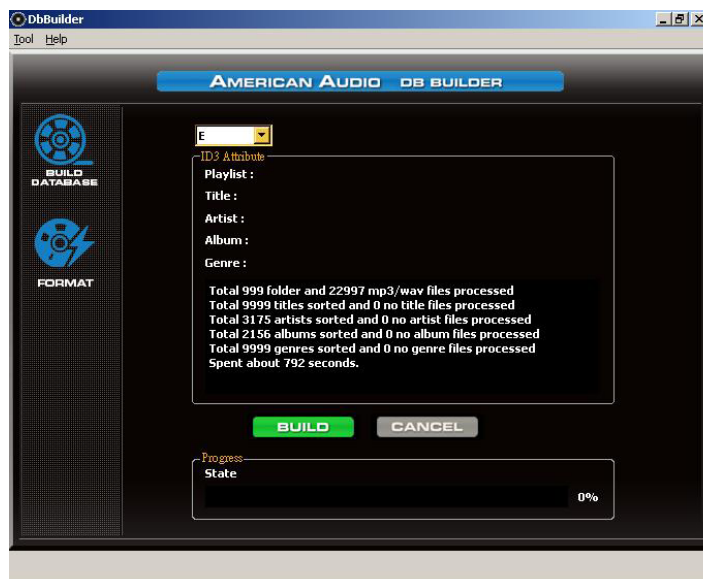 DbBuilder
Tool Help
AMERICAN AUDIO DB BUILDER
BUILD
DATABASE
FORMAT
E
ID3 Attribute
Playlist :
Title :
Artist :
Album :
Genre :
Total 999 folder and 22997 mp3/wav files processed
Total 9999 titles sorted and 0 no title files processed
Total 3175 artists sorted and 0 no artist files processed
Total 2156 albums sorted and 0 no album files processed
Total 9999 genres sorted and 0 no genre files processed
Spent about 792 seconds.
BUILD CANCEL
Progress
State
0%